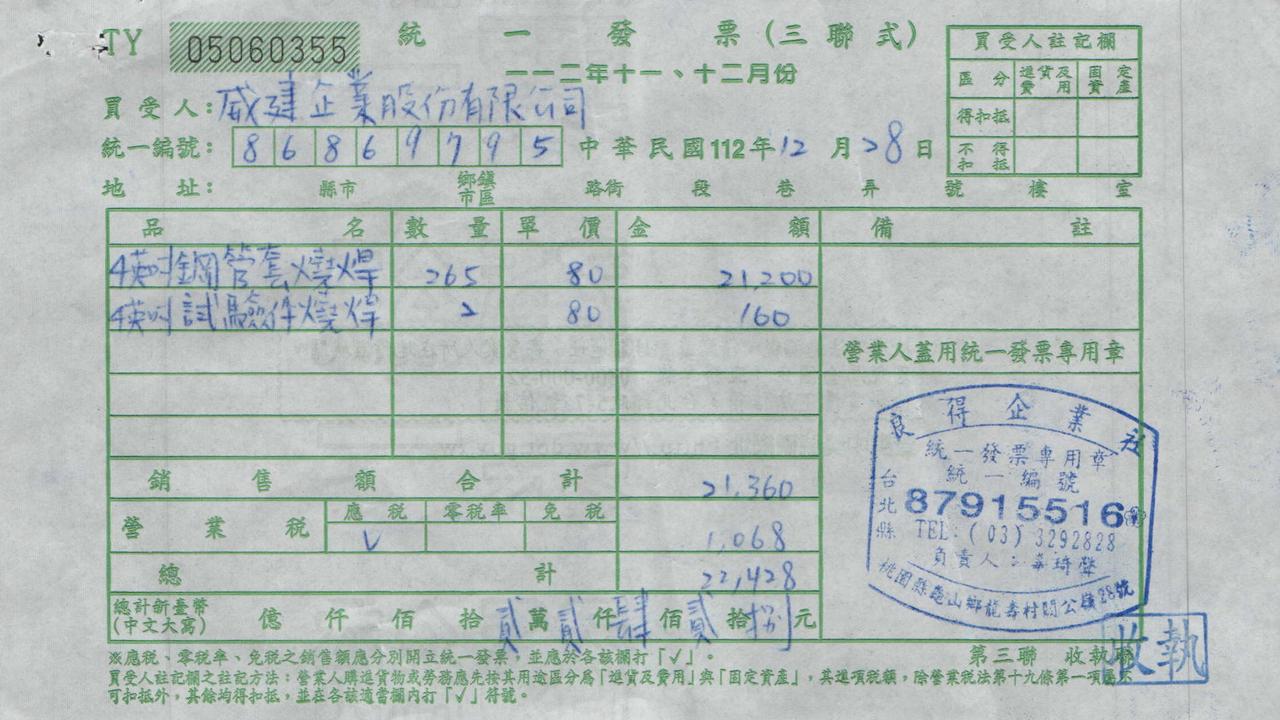 TY 05060355 統一發票(三聯式)
一一二年十一、十二月份
買受人註記欄
區分 進貨及費用 固定資產
得扣抵
不得扣抵
買受人:威建企業股份有限公司
統一編號:86869795 中華民國112年12月28日
地址: 縣市 鄉鎮市區 路街 段 巷 弄 號 樓 室
品名 數量 單價 金額 備註
4英吋鋼管套燒焊 265 80 21,200
4英吋試驗件燒焊 2 80 160
營業人蓋用統一發票專用章
良得企業社
統一發票專用章
統一編號
台北縣
87915516
TEL:(03)3292828
負責人:
桃園縣龜山鄉龍壽村關公嶺28號
銷售額合計 21,360
營業稅 應稅 零稅率 免稅
V 1,068
總計 22,428
總計新臺幣(中文大寫) 億 仟 佰 拾貳萬貳仟肆佰貳拾捌元
※應稅、零稅率、免稅之銷售額應分別開立統一發票,並應於各該欄打「√」。
第三聯 收執聯
收執
買受人註記欄之註記方法:營業人購進貨物或勞務應先按其用途區分為「進貨及費用」與「固定資產」,其進項稅額,除營業稅法第十九條第一項
可扣抵外,其餘均得扣抵,並在各該適當欄內打「√」符號。